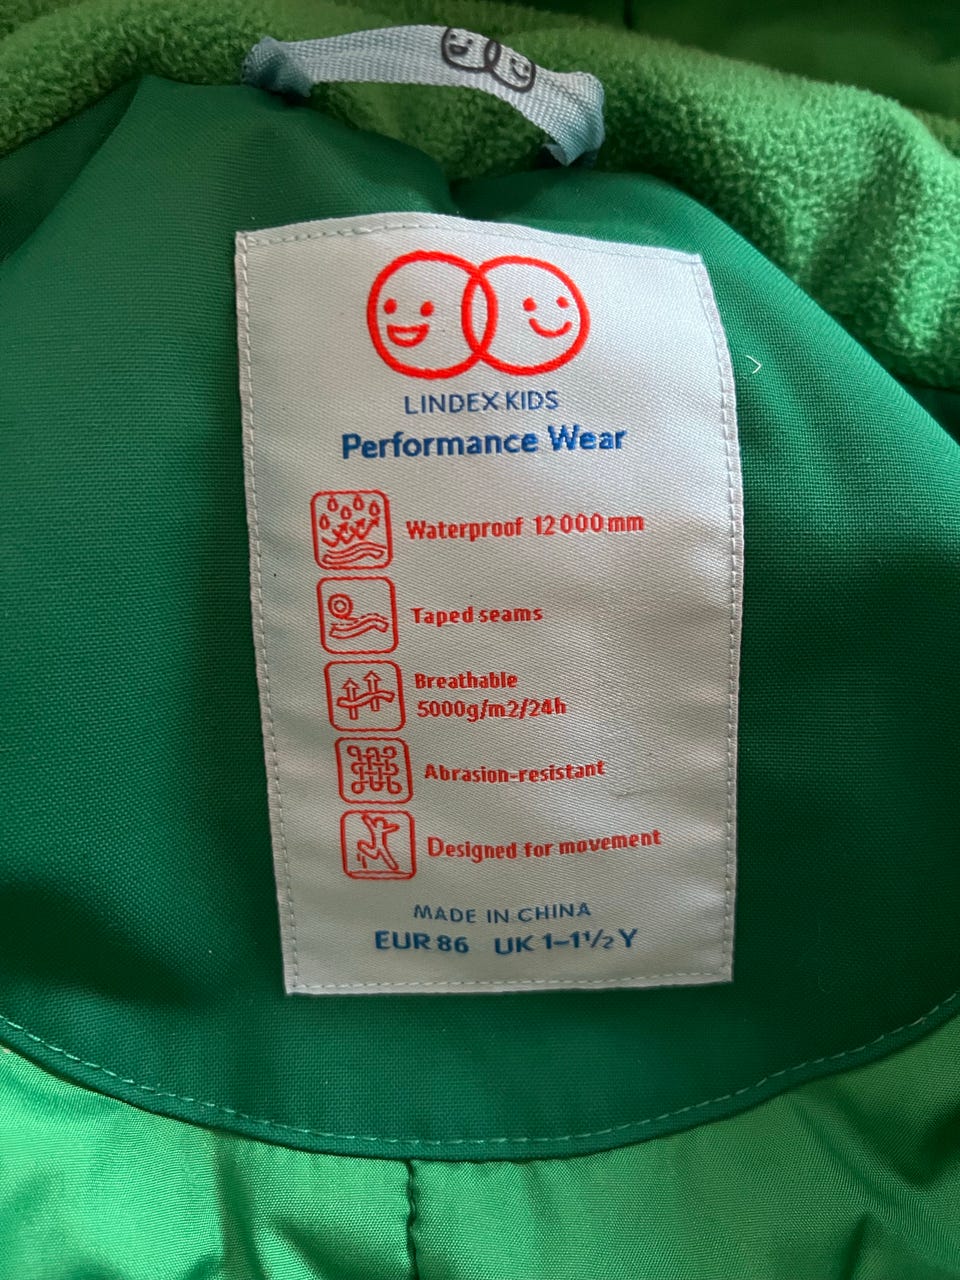 LINDEX KIDS
Performance Wear
Waterproof 12 000 mm
Taped seams
Breathable
5000g/m2/24h
Abrasion-resistant
Designed for movement
MADE IN CHINA
EUR 86 UK 1-1½ Y